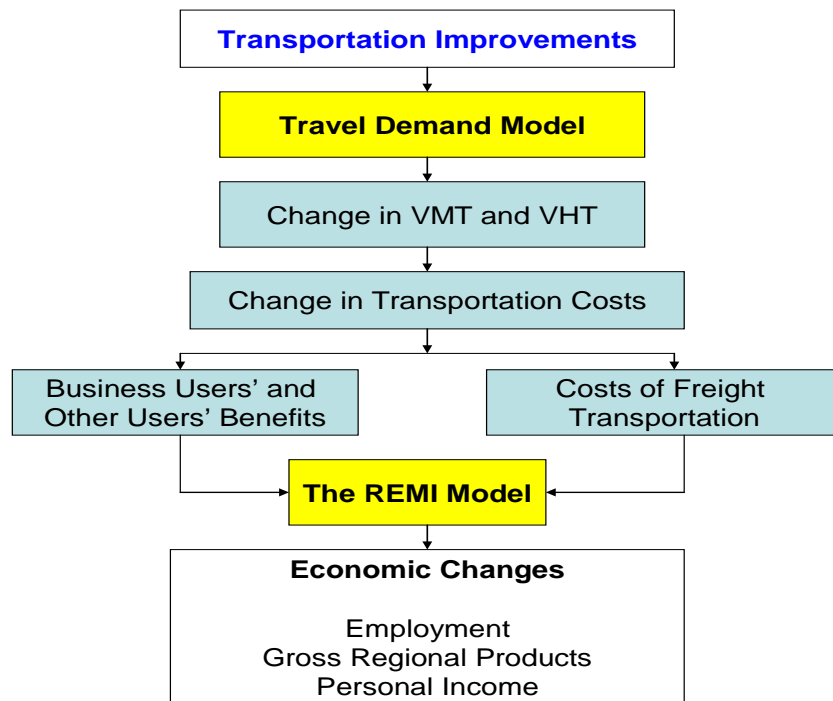 Transportation Improvements
Travel Demand Model
Change in VMT and VHT
Change in Transportation Costs
Business Users' and
Other Users' Benefits
Costs of Freight
Transportation
The REMI Model
Economic Changes
Employment
Gross Regional Products
Personal Income